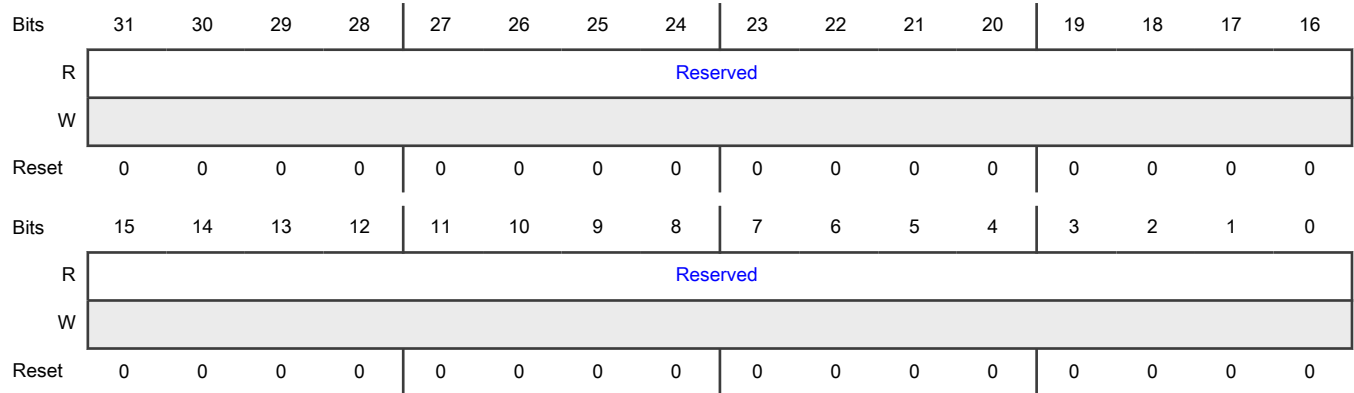 Bits 31 30 29 28 27 26 25 24 23 22 21 20 19 18 17 16
R Reserved
W
Reset 0 0 0 0 0 0 0 0 0 0 0 0 0 0 0 0
Bits 15 14 13 12 11 10 9 8 7 6 5 4 3 2 1 0
R Reserved
W
Reset 0 0 0 0 0 0 0 0 0 0 0 0 0 0 0 0